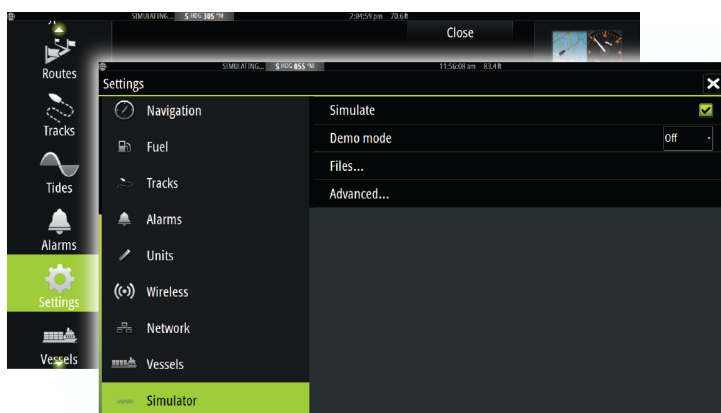 SIMULATING... S HDG 305 °M 2:04:59 pm 70.6 ft
Close
Routes
Tracks
Tides
Alarms
Settings
Vessels
SIMULATING... S HDG 055 °M 11:56:08 am 83.4 ft
Settings
Navigation
Fuel
Tracks
Alarms
Units
Wireless
Network
Vessels
Simulator
Simulate
Demo mode Off
Files...
Advanced...